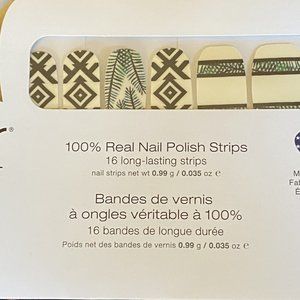 ®
100% Real Nail Polish Strips
16 long-lasting strips
nail strips net wt 0.99 g / 0.035 oz ℮
Bandes de vernis
à ongles véritable à 100%
16 bandes de longue durée
Poids net des bandes de vernis 0.99 g / 0.035 oz ℮